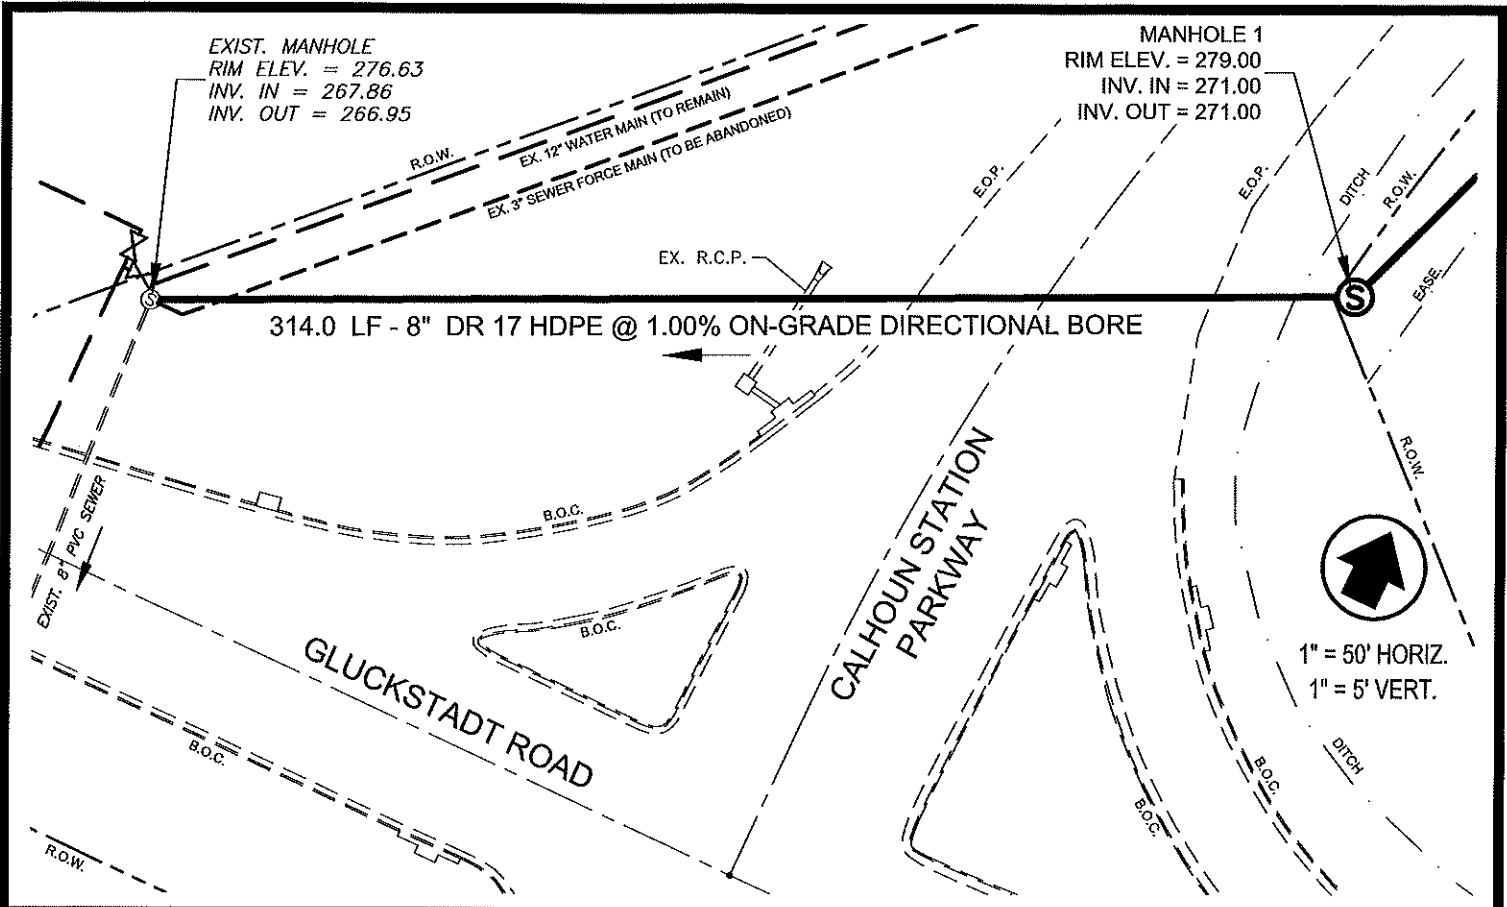 EXIST. MANHOLE
RIM ELEV. = 276.63
INV. IN = 267.86
INV. OUT = 266.95
MANHOLE 1
RIM ELEV. = 279.00
INV. IN = 271.00
INV. OUT = 271.00
R.O.W.
EX. 12" WATER MAIN (TO REMAIN)
EX. 3" SEWER FORCE MAIN (TO BE ABANDONED)
E.O.P.
E.O.P.
DITCH
R.O.W.
EX. R.C.P.
EASE.
S
S
314.0 LF - 8" DR 17 HDPE @ 1.00% ON-GRADE DIRECTIONAL BORE
R.O.W.
EXIST. 8" PVC SEWER
B.O.C.
CALHOUN STATION
PARKWAY
B.O.C.
GLUCKSTADT ROAD
1" = 50' HORIZ.
1" = 5' VERT.
B.O.C.
DITCH
B.O.C.
B.O.C.
R.O.W.